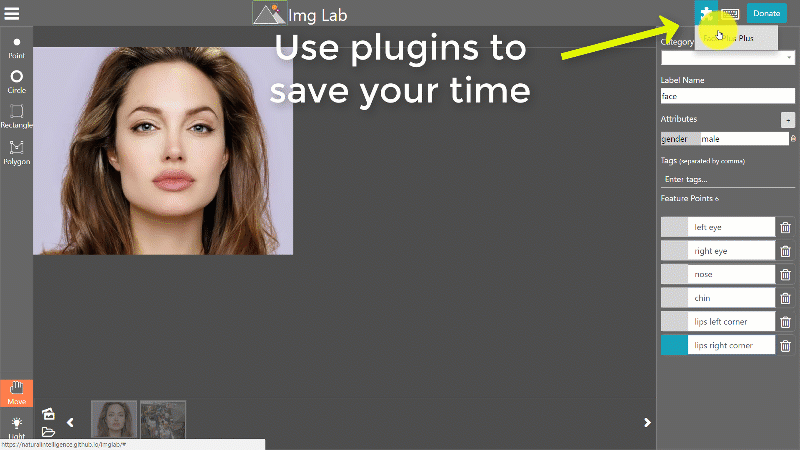 Img Lab
Donate
Use plugins to
save your time
Point
Circle
Rectangle
Polygon
Move
Light
Category
Plus
Label Name
face
Attributes
gender male
Tags (separated by comma)
Enter tags...
Feature Points 6
left eye
right eye
nose
chin
lips left corner
lips right corner
https://naturalintelligence.github.io/imglab/#